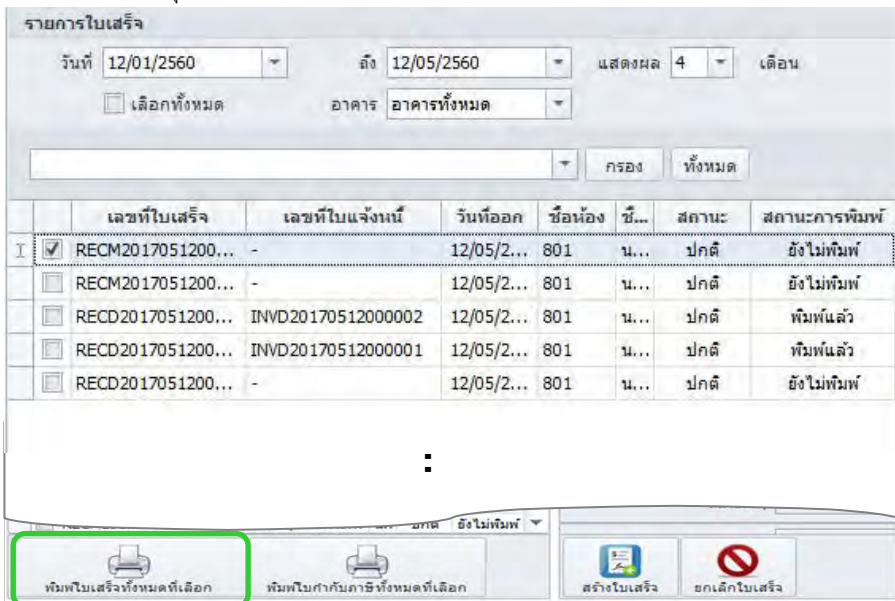 รายการใบเสร็จ
วันที่ 12/01/2560 ถึง 12/05/2560 แสดงผล 4 เดือน
เลือกทั้งหมด อาคาร อาคารทั้งหมด
กรอง ทั้งหมด
เลขที่ใบเสร็จ เลขที่ใบแจ้งหนี้ วันที่ออก ชื่อห้อง ชื่... สถานะ สถานะการพิมพ์
RECM2017051200... - 12/05/2... 801 น... ปกติ ยังไม่พิมพ์
RECM2017051200... - 12/05/2... 801 น... ปกติ ยังไม่พิมพ์
RECD2017051200... INVD20170512000002 12/05/2... 801 น... ปกติ พิมพ์แล้ว
RECD2017051200... INVD20170512000001 12/05/2... 801 น... ปกติ พิมพ์แล้ว
RECD2017051200... - 12/05/2... 801 น... ปกติ ยังไม่พิมพ์
:
ปกติ ยังไม่พิมพ์
พิมพ์ใบเสร็จทั้งหมดที่เลือก พิมพ์ใบกำกับภาษีทั้งหมดที่เลือก สร้างใบเสร็จ ยกเลิกใบเสร็จ